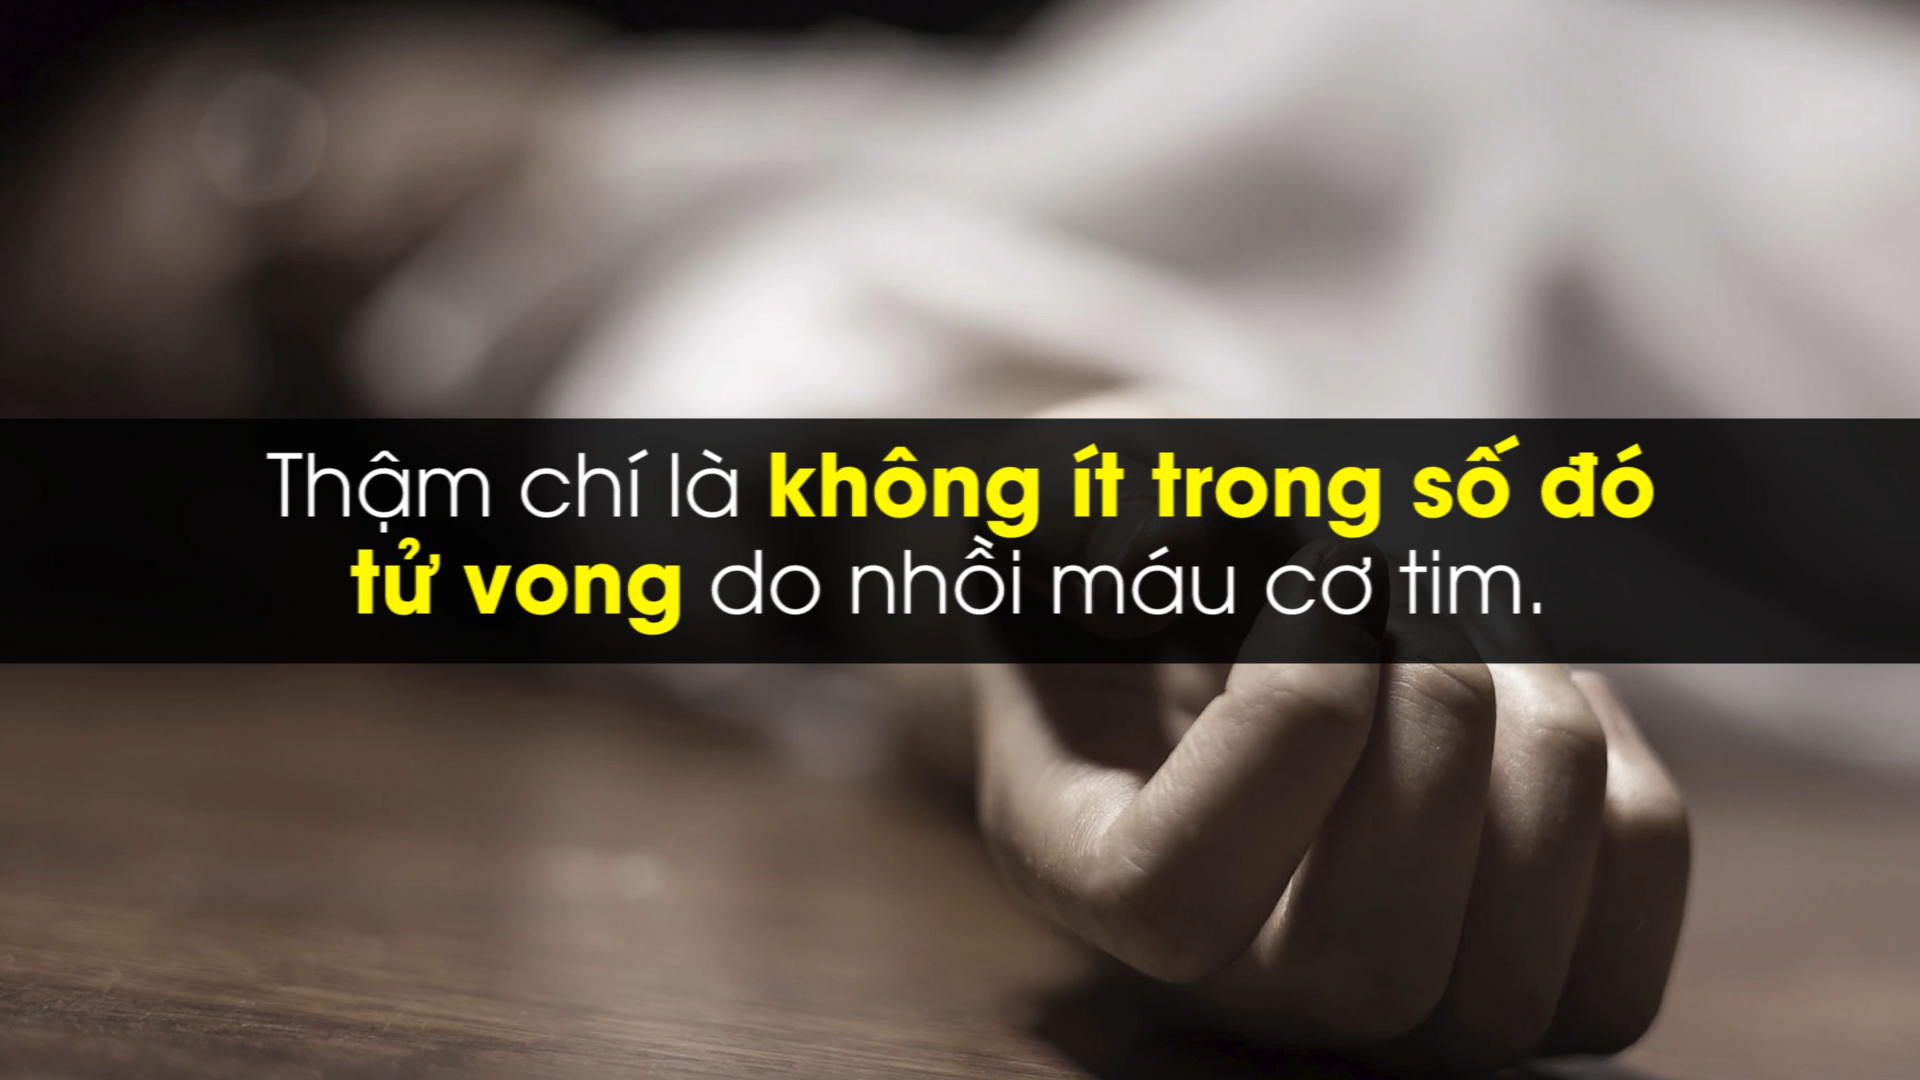 Thậm chí là không ít trong số đó
tử vong do nhồi máu cơ tim.